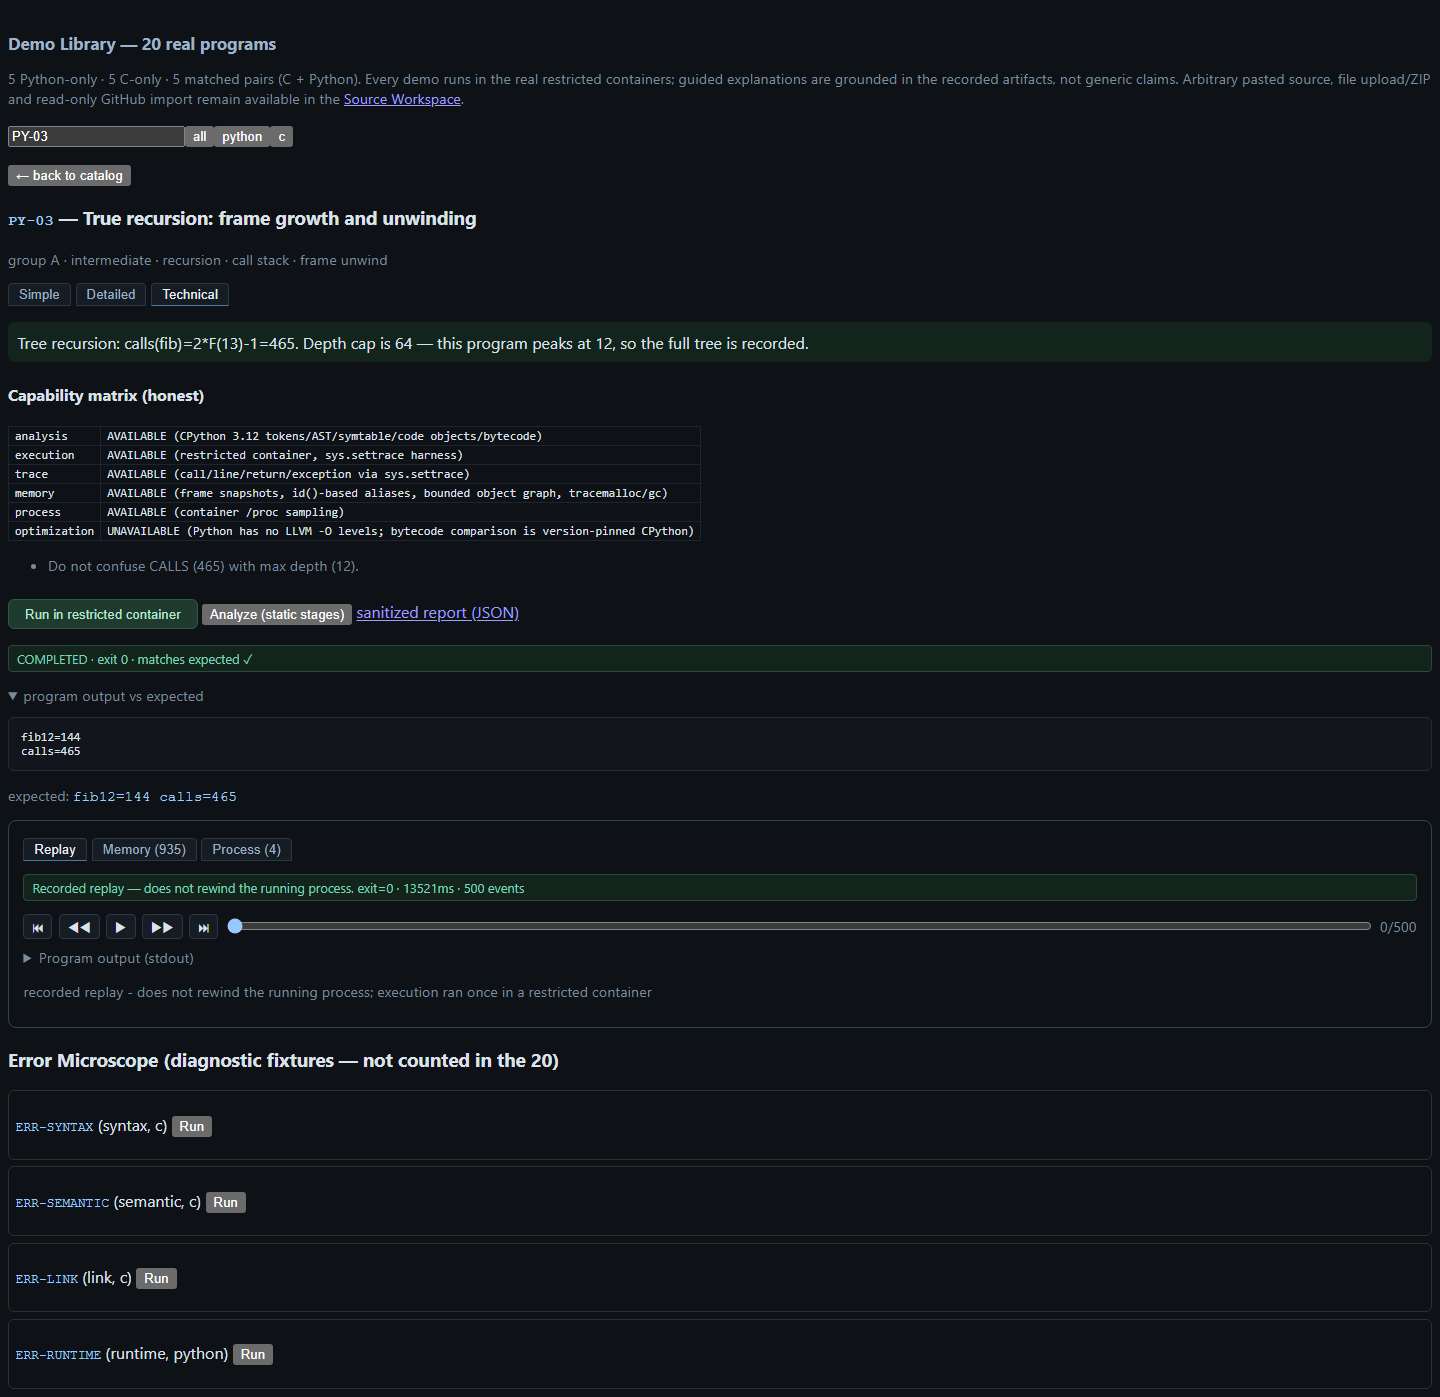 Demo Library — 20 real programs
5 Python-only · 5 C-only · 5 matched pairs (C + Python). Every demo runs in the real restricted containers; guided explanations are grounded in the recorded artifacts, not generic claims. Arbitrary pasted source, file upload/ZIP
and read-only GitHub import remain available in the Source Workspace.
PY-03 all python c
← back to catalog
PY-03 — True recursion: frame growth and unwinding
group A · intermediate · recursion · call stack · frame unwind
Simple Detailed Technical
Tree recursion: calls(fib)=2*F(13)-1=465. Depth cap is 64 — this program peaks at 12, so the full tree is recorded.
Capability matrix (honest)
analysis AVAILABLE (CPython 3.12 tokens/AST/symtable/code objects/bytecode)
execution AVAILABLE (restricted container, sys.settrace harness)
trace AVAILABLE (call/line/return/exception via sys.settrace)
memory AVAILABLE (frame snapshots, id()-based aliases, bounded object graph, tracemalloc/gc)
process AVAILABLE (container /proc sampling)
optimization UNAVAILABLE (Python has no LLVM -O levels; bytecode comparison is version-pinned CPython)
• Do not confuse CALLS (465) with max depth (12).
Run in restricted container Analyze (static stages) sanitized report (JSON)
COMPLETED · exit 0 · matches expected ✓
▼ program output vs expected
fib12=144
calls=465
expected: fib12=144 calls=465
Replay Memory (935) Process (4)
Recorded replay — does not rewind the running process. exit=0 · 13521ms · 500 events
⏮ ◀◀ ▶ ▶▶ ⏭ 0/500
▶ Program output (stdout)
recorded replay - does not rewind the running process; execution ran once in a restricted container
Error Microscope (diagnostic fixtures — not counted in the 20)
ERR-SYNTAX (syntax, c) Run
ERR-SEMANTIC (semantic, c) Run
ERR-LINK (link, c) Run
ERR-RUNTIME (runtime, python) Run